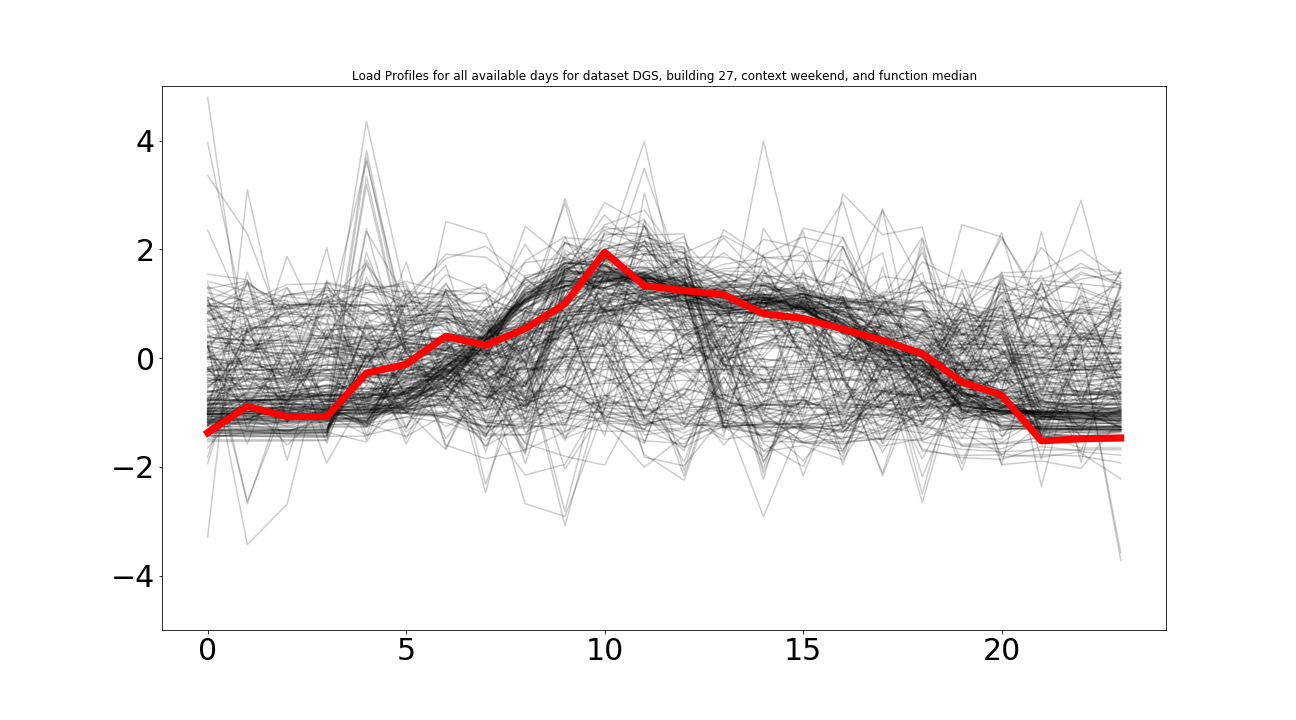 Load Profiles for all available days for dataset DGS, building 27, context weekend, and function median
4
2
0
−2
−4
0 5 10 15 20